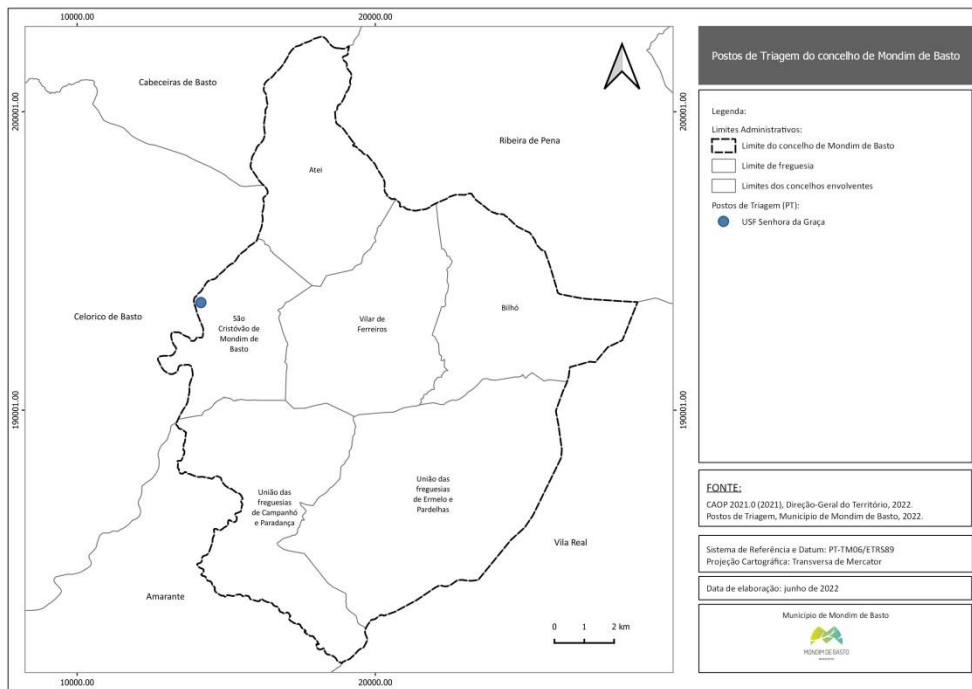 10000.00
20000.00
Postos de Triagem do concelho de Mondim de Basto
Cabeceiras de Basto
200001.00
200001.00
Ribeira de Pena
Atei
Legenda:
Limites Administrativos:
Limite do concelho de Mondim de Basto
Limite de freguesia
Limites dos concelhos envolventes
Postos de Triagem (PT):
USF Senhora da Graça
Celorico de Basto
São
Cristóvão de
Mondim de
Basto
Vilar de
Ferreiros
Bilhó
190001.00
190001.00
União das
freguesias
de Campanhó
e Paradança
União das
freguesias
de Ermelo e
Pardelhas
Vila Real
Amarante
0 1 2 km
10000.00
20000.00
FONTE:
CAOP 2021.0 (2021), Direção-Geral do Território, 2022.
Postos de Triagem, Município de Mondim de Basto, 2022.
Sistema de Referência e Datum: PT-TM06/ETRS89
Projeção Cartográfica: Transversa de Mercator
Data de elaboração: junho de 2022
Município de Mondim de Basto
MONDIM DE BASTO